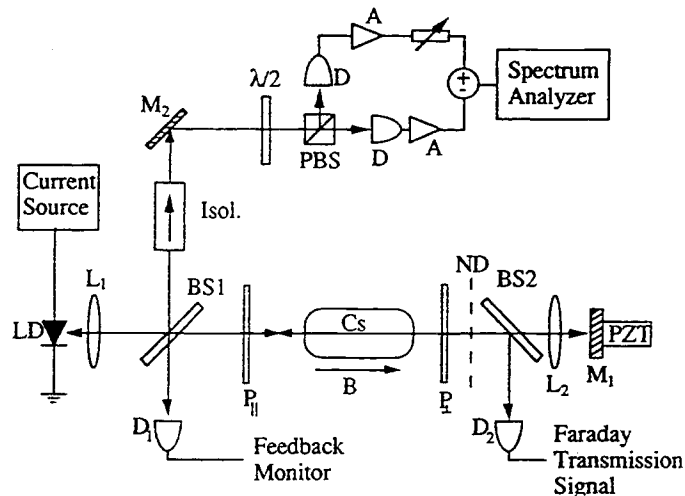 A
λ/2
D
+
-
Spectrum
Analyzer
M2
PBS
D
A
Current
Source
Isol.
L1
BS1
ND
BS2
LD
Cs
PZT
B
P||
P⊥
L2
M1
D1
Feedback
Monitor
D2
Faraday
Transmission
Signal